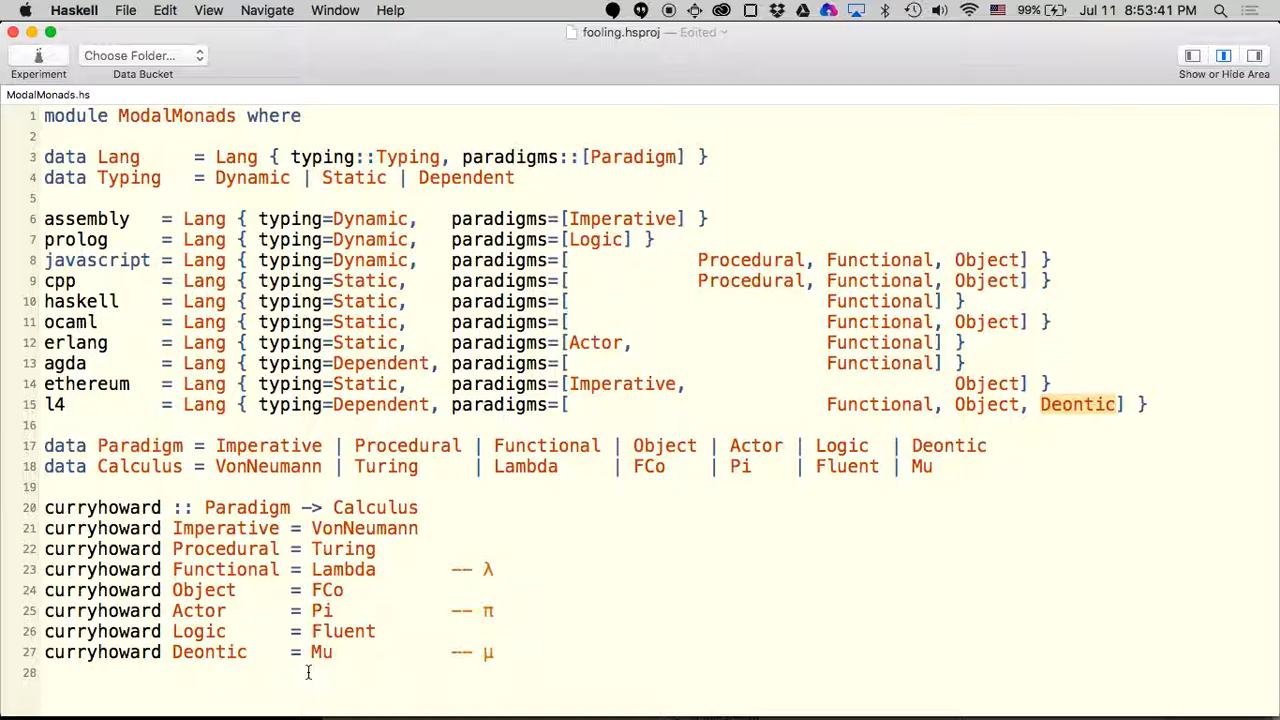 Haskell File Edit View Navigate Window Help 99% Jul 11 8:53:41 PM
fooling.hsproj — Edited
Choose Folder...
Experiment Data Bucket Show or Hide Area
ModalMonads.hs
1 module ModalMonads where
2
3 data Lang = Lang { typing::Typing, paradigms::[Paradigm] }
4 data Typing = Dynamic | Static | Dependent
5
6 assembly = Lang { typing=Dynamic, paradigms=[Imperative] }
7 prolog = Lang { typing=Dynamic, paradigms=[Logic] }
8 javascript = Lang { typing=Dynamic, paradigms=[ Procedural, Functional, Object] }
9 cpp = Lang { typing=Static, paradigms=[ Procedural, Functional, Object] }
10 haskell = Lang { typing=Static, paradigms=[ Functional] }
11 ocaml = Lang { typing=Static, paradigms=[ Functional, Object] }
12 erlang = Lang { typing=Static, paradigms=[Actor, Functional] }
13 agda = Lang { typing=Dependent, paradigms=[ Functional] }
14 ethereum = Lang { typing=Static, paradigms=[Imperative, Object] }
15 l4 = Lang { typing=Dependent, paradigms=[ Functional, Object, Deontic] }
16
17 data Paradigm = Imperative | Procedural | Functional | Object | Actor | Logic | Deontic
18 data Calculus = VonNeumann | Turing | Lambda | FCo | Pi | Fluent | Mu
19
20 curryhoward :: Paradigm -> Calculus
21 curryhoward Imperative = VonNeumann
22 curryhoward Procedural = Turing
23 curryhoward Functional = Lambda -- λ
24 curryhoward Object = FCo
25 curryhoward Actor = Pi -- π
26 curryhoward Logic = Fluent
27 curryhoward Deontic = Mu -- μ
28